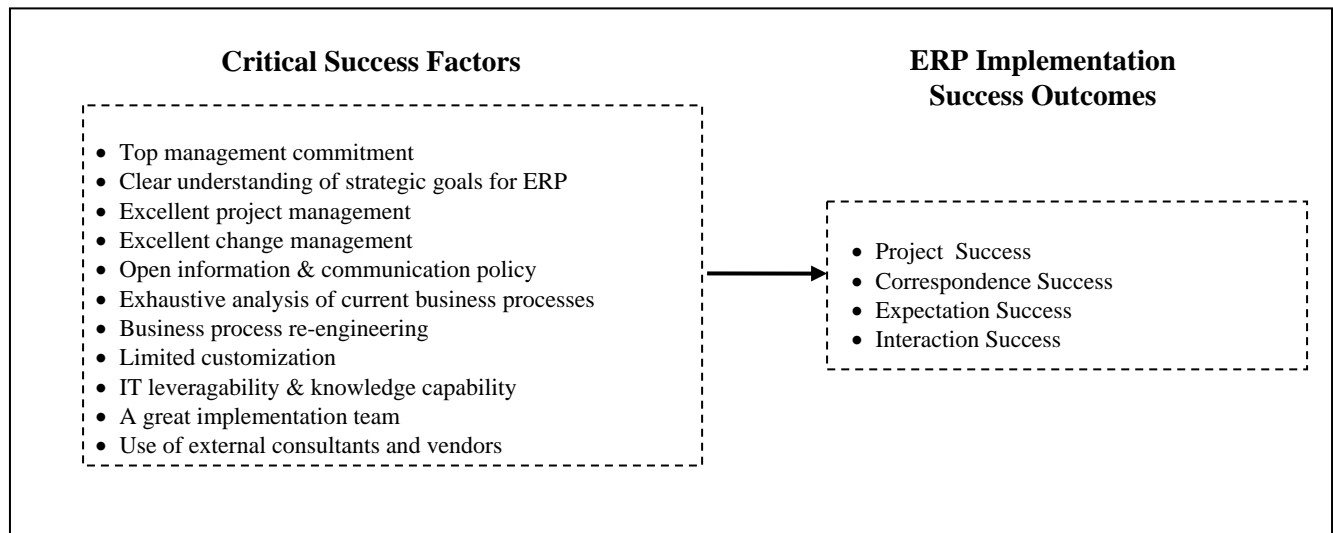 Critical Success Factors
• Top management commitment
• Clear understanding of strategic goals for ERP
• Excellent project management
• Excellent change management
• Open information & communication policy
• Exhaustive analysis of current business processes
• Business process re-engineering
• Limited customization
• IT leveragability & knowledge capability
• A great implementation team
• Use of external consultants and vendors
ERP Implementation
Success Outcomes
• Project Success
• Correspondence Success
• Expectation Success
• Interaction Success